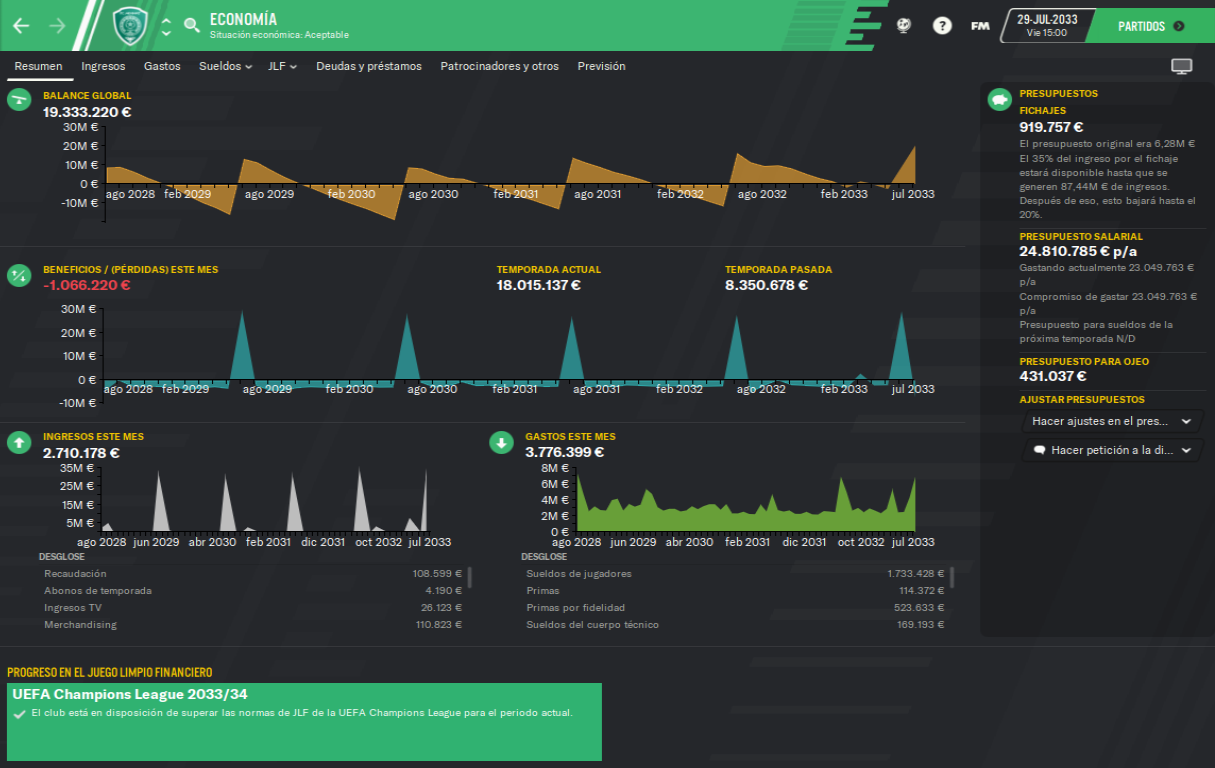 ECONOMÍA
Situación económica: Aceptable
FM
29-JUL-2033
Vie 15:00
PARTIDOS
Resumen Ingresos Gastos Sueldos JLF Deudas y préstamos Patrocinadores y otros Previsión
BALANCE GLOBAL
19.333.220 €
30M €
20M €
10M €
0 €
-10M €
ago 2028 feb 2029 ago 2029 feb 2030 ago 2030 feb 2031 ago 2031 feb 2032 ago 2032 feb 2033 jul 2033
BENEFICIOS / (PÉRDIDAS) ESTE MES
-1.066.220 €
TEMPORADA ACTUAL
18.015.137 €
TEMPORADA PASADA
8.350.678 €
30M €
20M €
10M €
0 €
-10M €
ago 2028 feb 2029 ago 2029 feb 2030 ago 2030 feb 2031 ago 2031 feb 2032 ago 2032 feb 2033 jul 2033
INGRESOS ESTE MES
2.710.178 €
35M €
25M €
15M €
5M €
ago 2028 jun 2029 abr 2030 feb 2031 dic 2031 oct 2032 jul 2033
DESGLOSE
Recaudación 108.599 €
Abonos de temporada 4.190 €
Ingresos TV 26.123 €
Merchandising 110.823 €
GASTOS ESTE MES
3.776.399 €
8M €
6M €
4M €
2M €
0 €
ago 2028 jun 2029 abr 2030 feb 2031 dic 2031 oct 2032 jul 2033
DESGLOSE
Sueldos de jugadores 1.733.428 €
Primas 114.372 €
Primas por fidelidad 523.633 €
Sueldos del cuerpo técnico 169.193 €
PRESUPUESTOS
FICHAJES
919.757 €
El presupuesto original era 6,28M €
El 35% del ingreso por el fichaje
estará disponible hasta que se
generen 87,44M € de ingresos.
Después de eso, esto bajará hasta el
20%.
PRESUPUESTO SALARIAL
24.810.785 € p/a
Gastando actualmente 23.049.763 €
p/a
Compromiso de gastar 23.049.763 €
p/a
Presupuesto para sueldos de la
próxima temporada N/D
PRESUPUESTO PARA OJEO
431.037 €
AJUSTAR PRESUPUESTOS
Hacer ajustes en el pres...
Hacer petición a la di...
PROGRESO EN EL JUEGO LIMPIO FINANCIERO
UEFA Champions League 2033/34
El club está en disposición de superar las normas de JLF de la UEFA Champions League para el periodo actual.